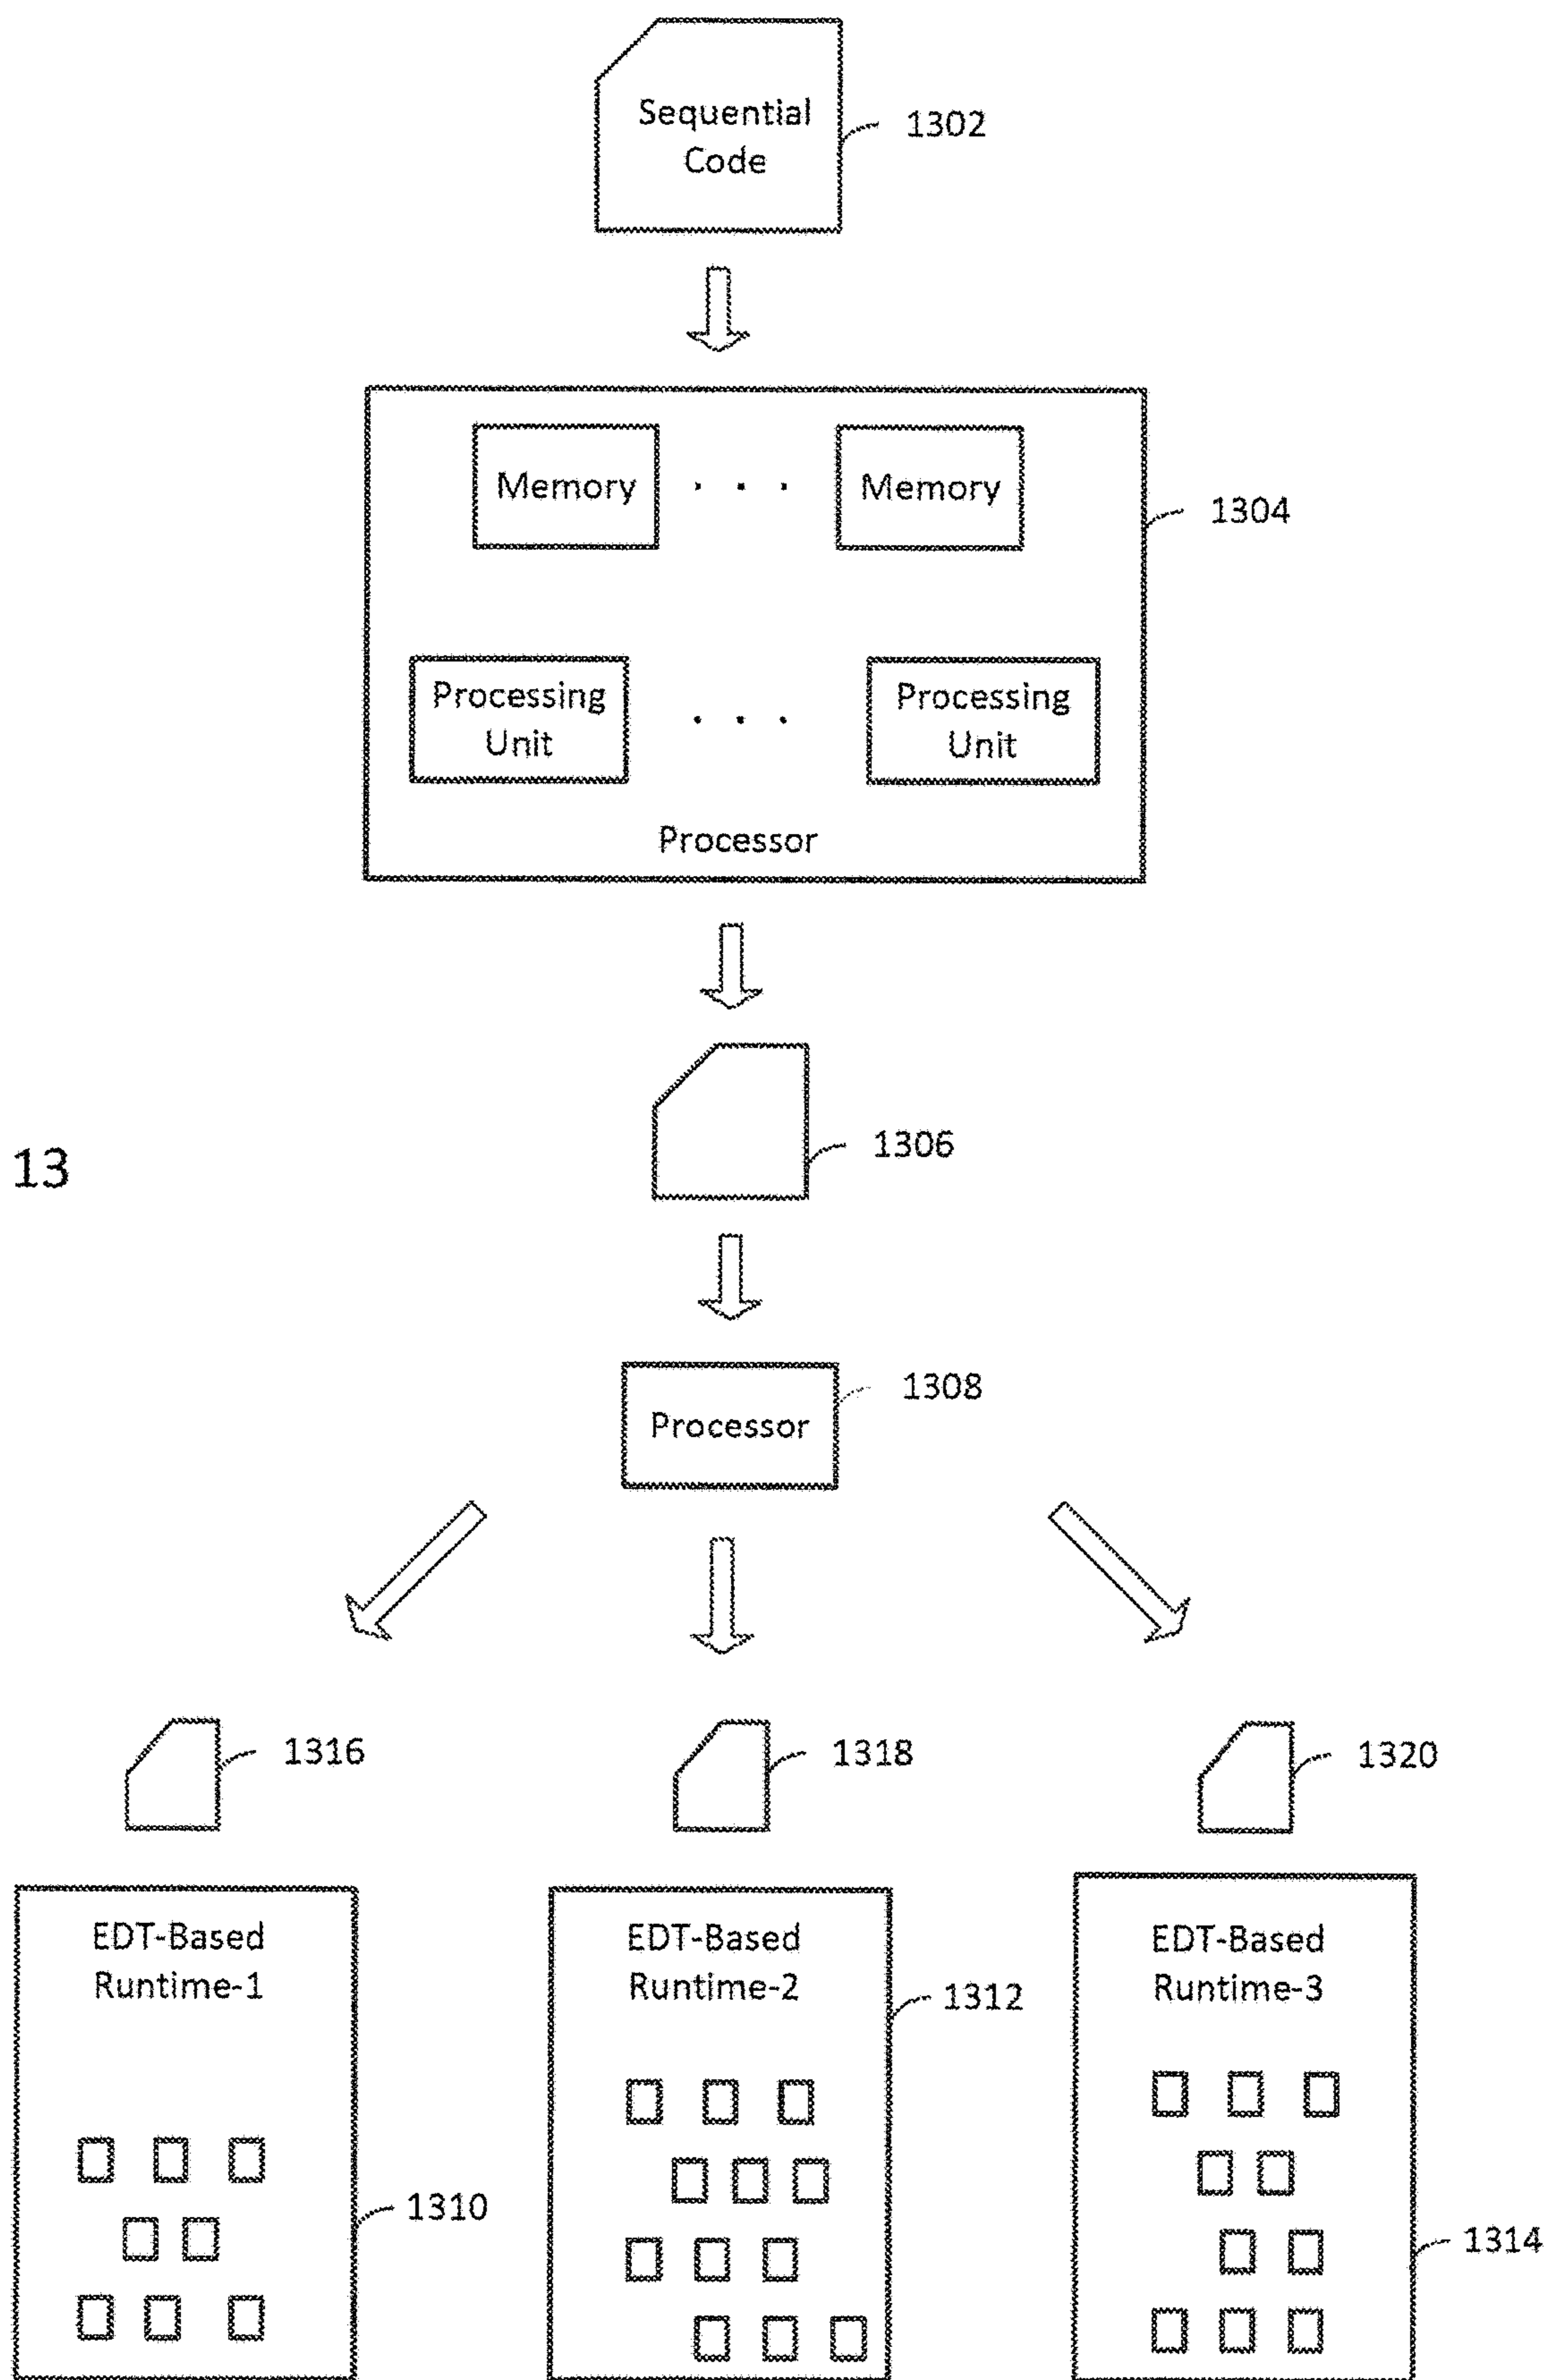 Sequential
Code
1302
Memory
. . .
Memory
1304
Processing
Unit
. . .
Processing
Unit
Processor
1306
13
1308
Processor
1316
1318
1320
EDT-Based
Runtime-1
EDT-Based
Runtime-2
EDT-Based
Runtime-3
1312
1310
1314